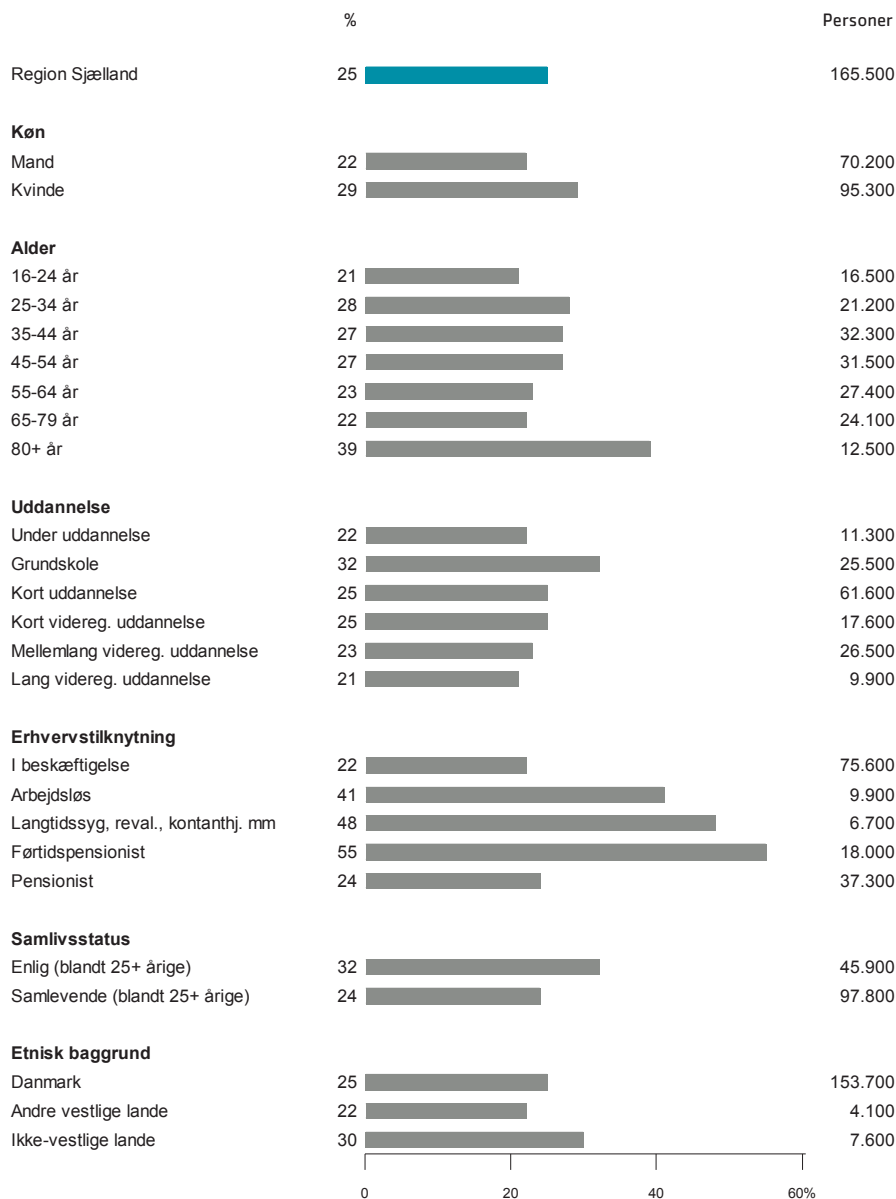 % Personer
Region Sjælland 25 165.500
Køn
Mand 22 70.200
Kvinde 29 95.300
Alder
16-24 år 21 16.500
25-34 år 28 21.200
35-44 år 27 32.300
45-54 år 27 31.500
55-64 år 23 27.400
65-79 år 22 24.100
80+ år 39 12.500
Uddannelse
Under uddannelse 22 11.300
Grundskole 32 25.500
Kort uddannelse 25 61.600
Kort videreg. uddannelse 25 17.600
Mellemlang videreg. uddannelse 23 26.500
Lang videreg. uddannelse 21 9.900
Erhvervstilknytning
I beskæftigelse 22 75.600
Arbejdsløs 41 9.900
Langtidssyg, reval., kontanthj. mm 48 6.700
Førtidspensionist 55 18.000
Pensionist 24 37.300
Samlivsstatus
Enlig (blandt 25+ årige) 32 45.900
Samlevende (blandt 25+ årige) 24 97.800
Etnisk baggrund
Danmark 25 153.700
Andre vestlige lande 22 4.100
Ikke-vestlige lande 30 7.600
0 20 40 60%